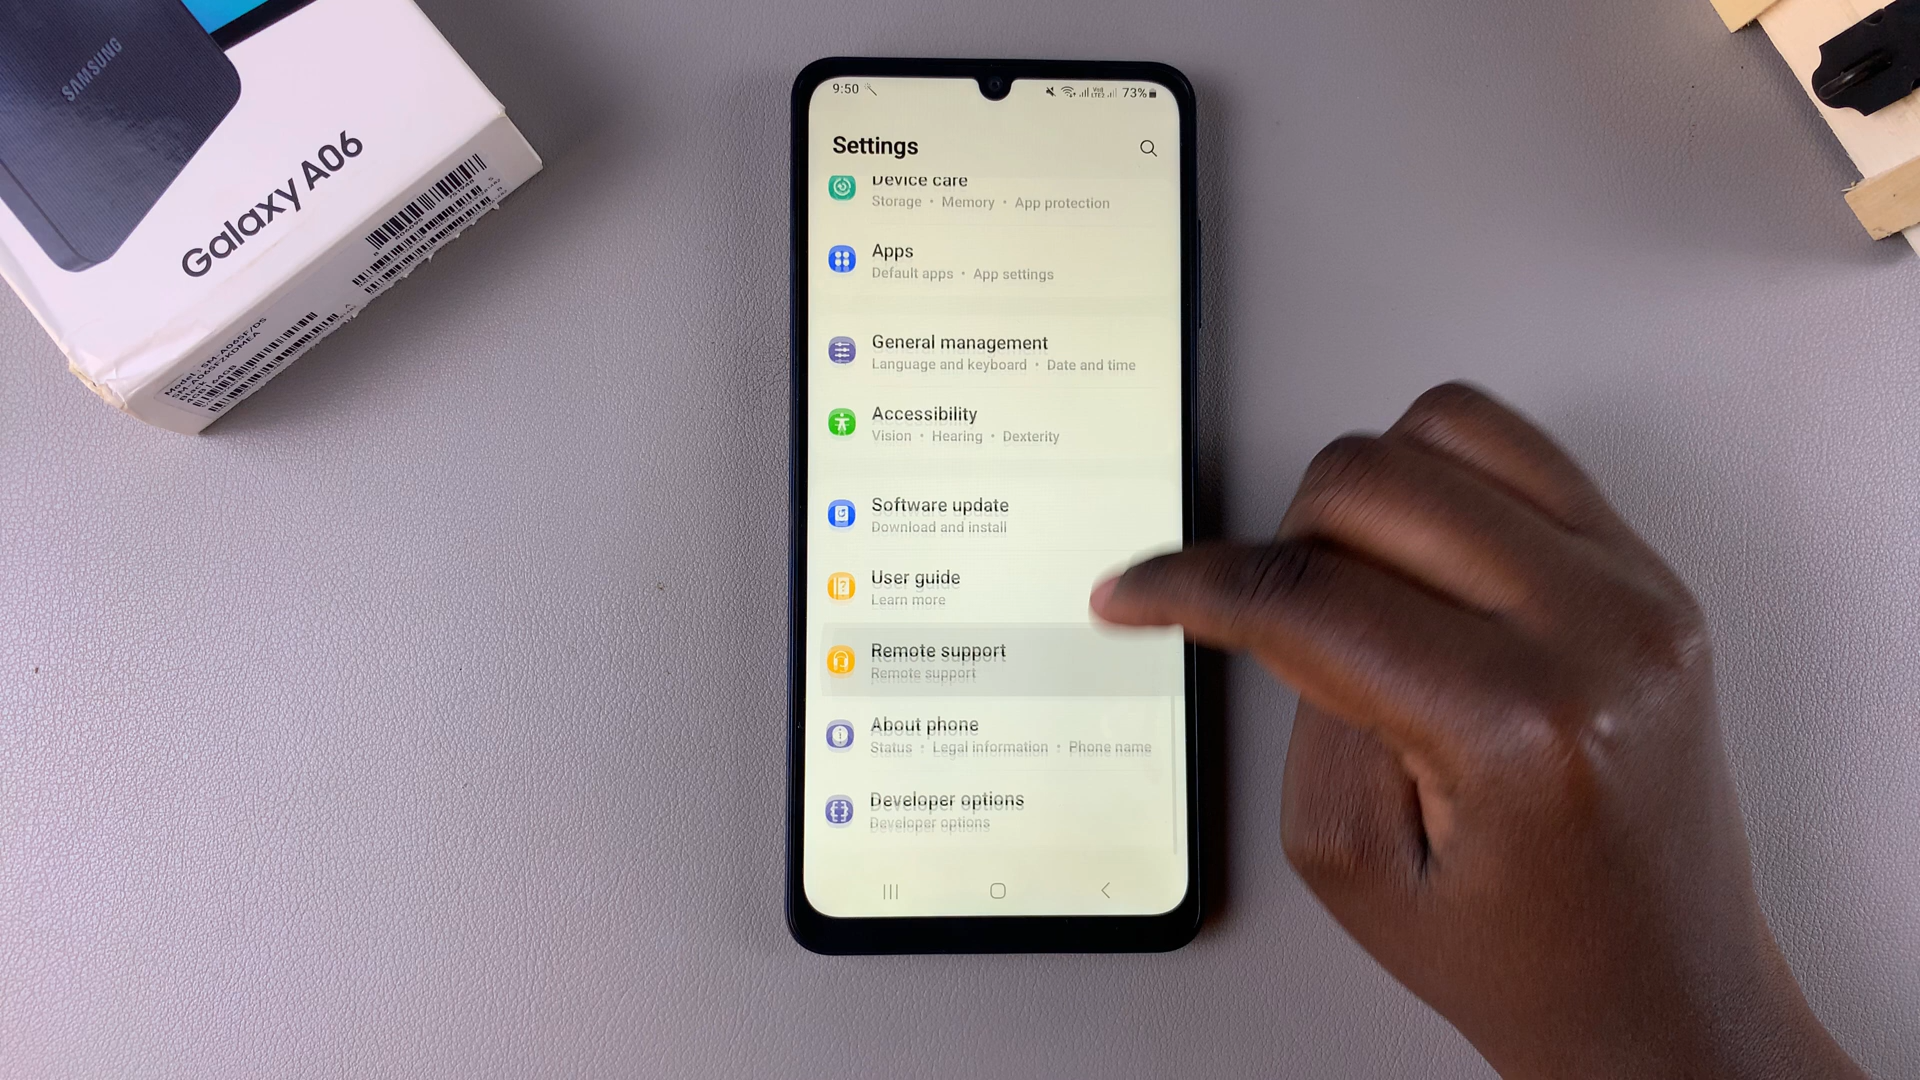 SAMSUNG
Galaxy A06
Black
9:50
73%
Settings
Device care
Storage • Memory • App protection
Apps
Default apps • App settings
General management
Language and keyboard • Date and time
Accessibility
Vision • Hearing • Dexterity
Software update
Download and install
User guide
Learn more
Remote support
Remote support
About phone
Status • Legal information • Phone name
Developer options
Developer options